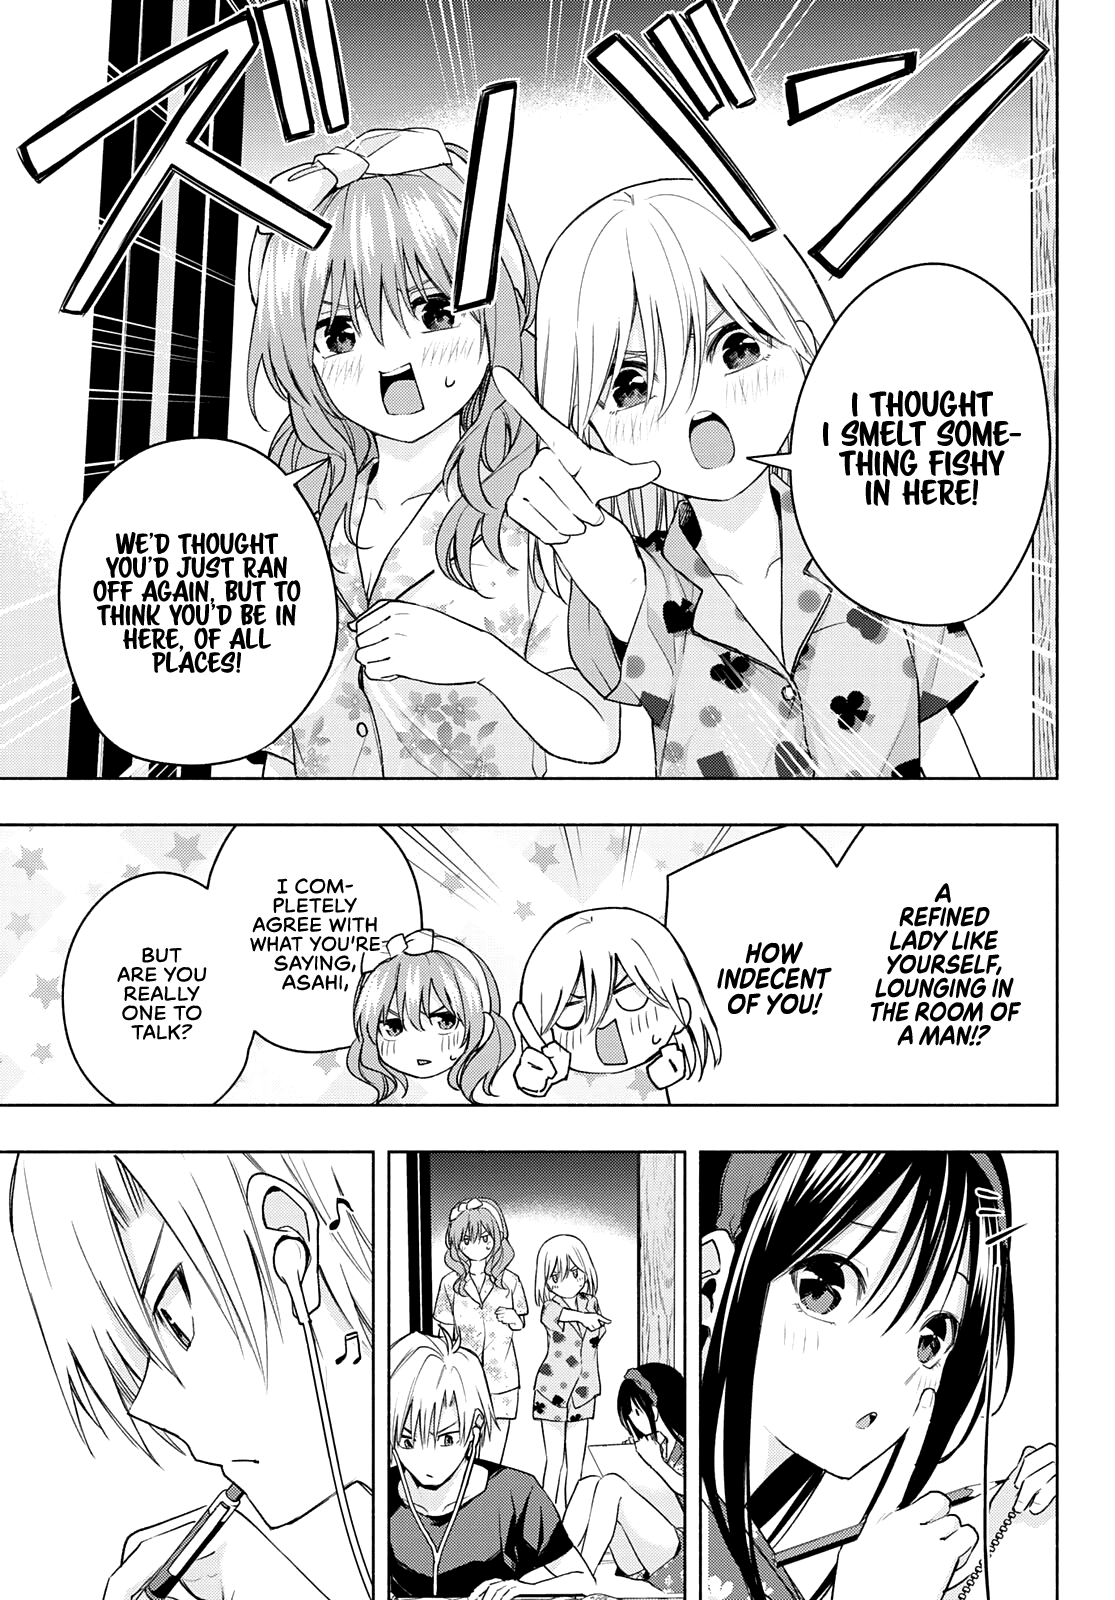 ズバーン
I THOUGHT
I SMELT SOME-
THING FISHY
IN HERE!
WE'D THOUGHT
YOU'D JUST RAN
OFF AGAIN, BUT TO
THINK YOU'D BE IN
HERE, OF ALL
PLACES!
A
REFINED
LADY LIKE
YOURSELF,
LOUNGING IN
THE ROOM OF
A MAN!?
HOW
INDECENT
OF YOU!
I COM-
PLETELY
AGREE WITH
WHAT YOU'RE
SAYING,
ASAHI,
BUT
ARE YOU
REALLY
ONE TO
TALK?